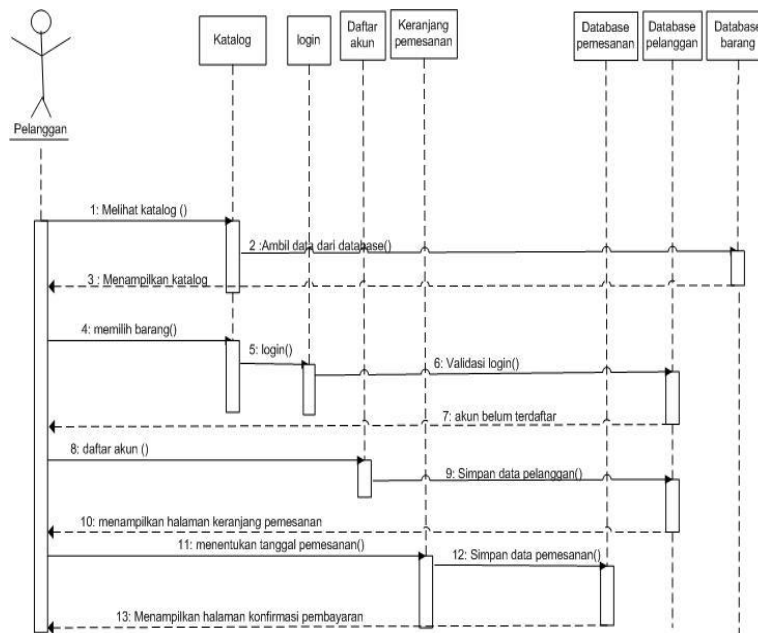 Katalog
login
Daftar
akun
Keranjang
pemesanan
Database
pemesanan
Database
pelanggan
Database
barang
Pelanggan
1: Melihat katalog ()
2 :Ambil data dari database()
3 : Menampilkan katalog
4: memilih barang()
5: login()
6: Validasi login()
7: akun belum terdaftar
8: daftar akun ()
9: Simpan data pelanggan()
10: menampilkan halaman keranjang pemesanan
11: menentukan tanggal pemesanan()
12: Simpan data pemesanan()
13: Menampilkan halaman konfirmasi pembayaran